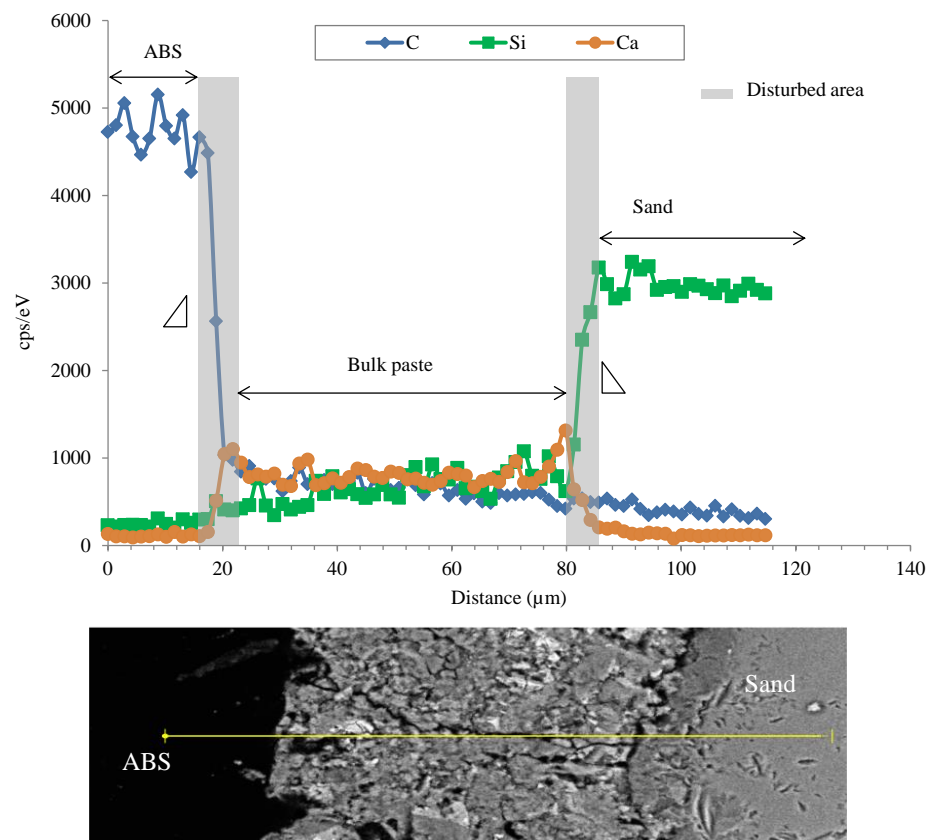 6000
5000
4000
3000
2000
1000
0
cps/eV
C Si Ca
ABS
Disturbed area
Sand
Bulk paste
0 20 40 60 80 100 120 140
Distance (µm)
Sand
ABS